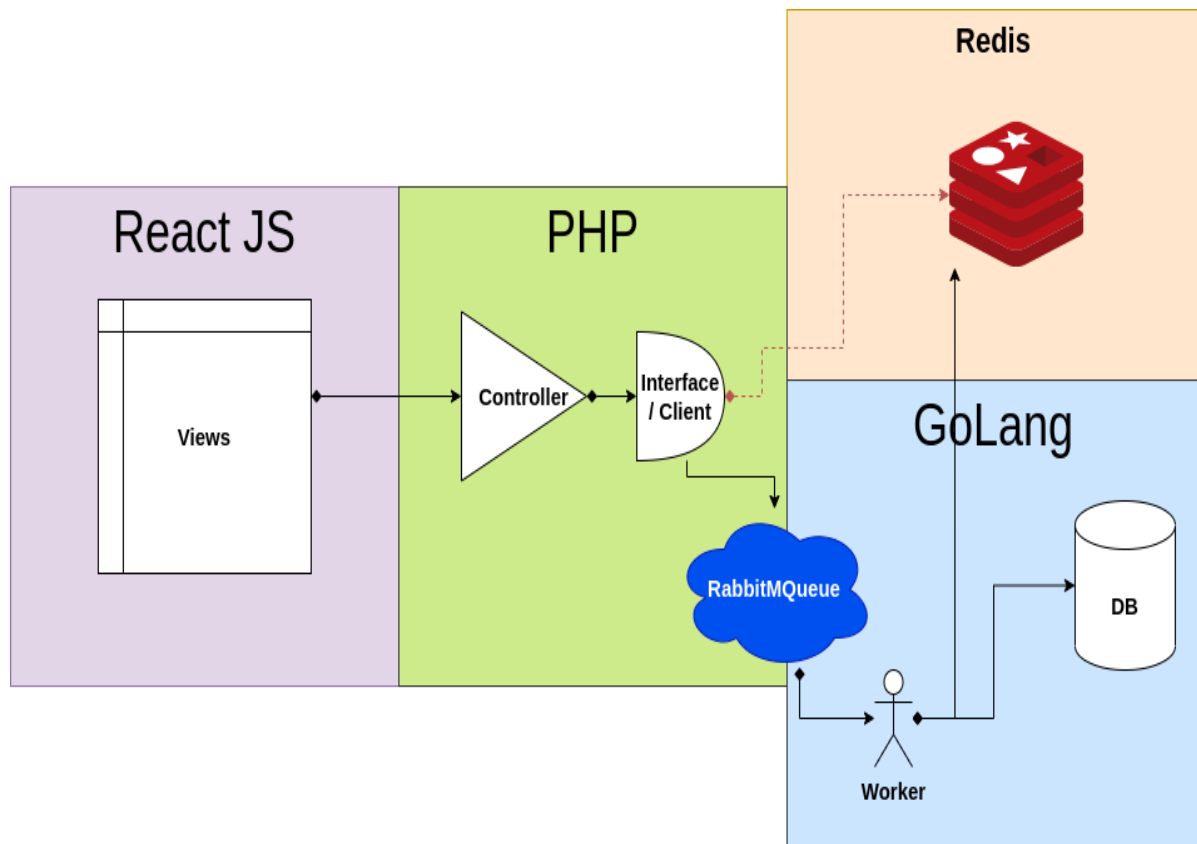 Redis
React JS
PHP
Views
Controller
Interface
/ Client
GoLang
RabbitMQueue
DB
Worker